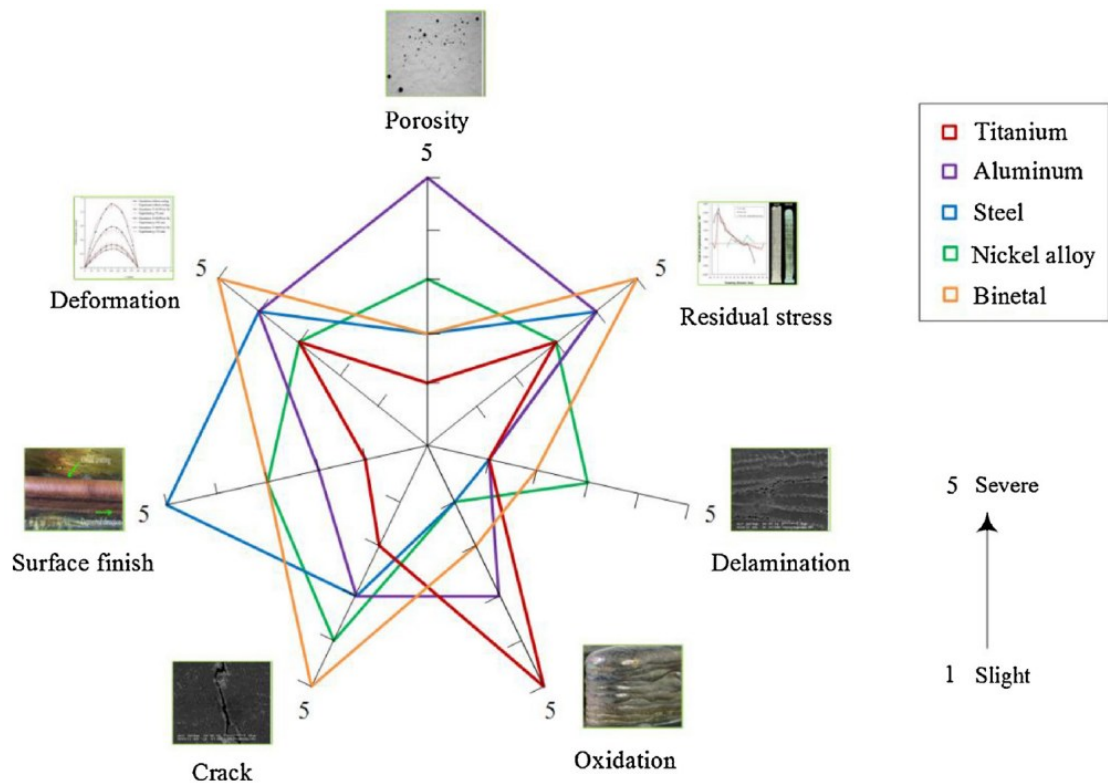 Porosity
5
5
Deformation
5
Residual stress
Titanium
Aluminum
Steel
Nickel alloy
Binetal
5
Surface finish
5
Delamination
5 Severe
1 Slight
5
Crack
5
Oxidation